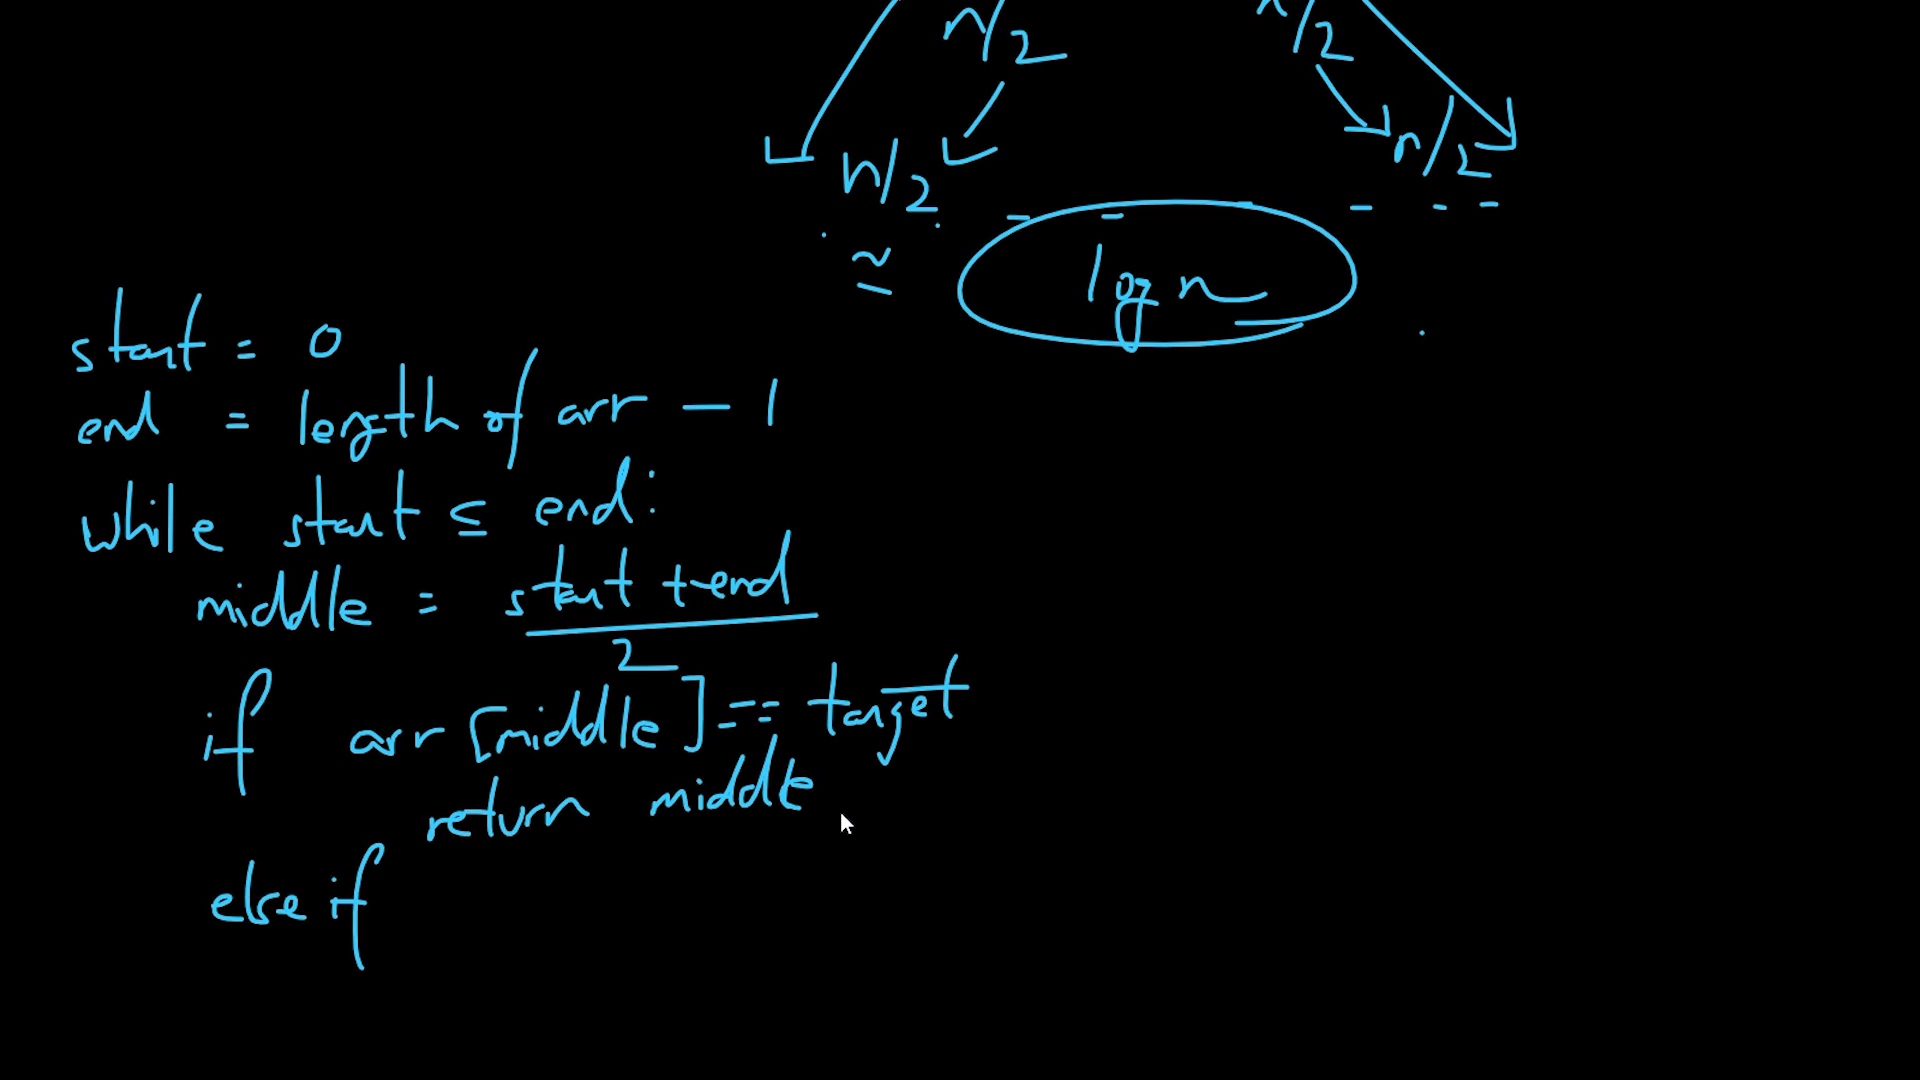 n/2 n/2
n/2 n/2
≈ log n
start = 0
end = length of arr - 1
while start ≤ end:
middle = start + end
2
if arr [middle] == target
return middle
else if